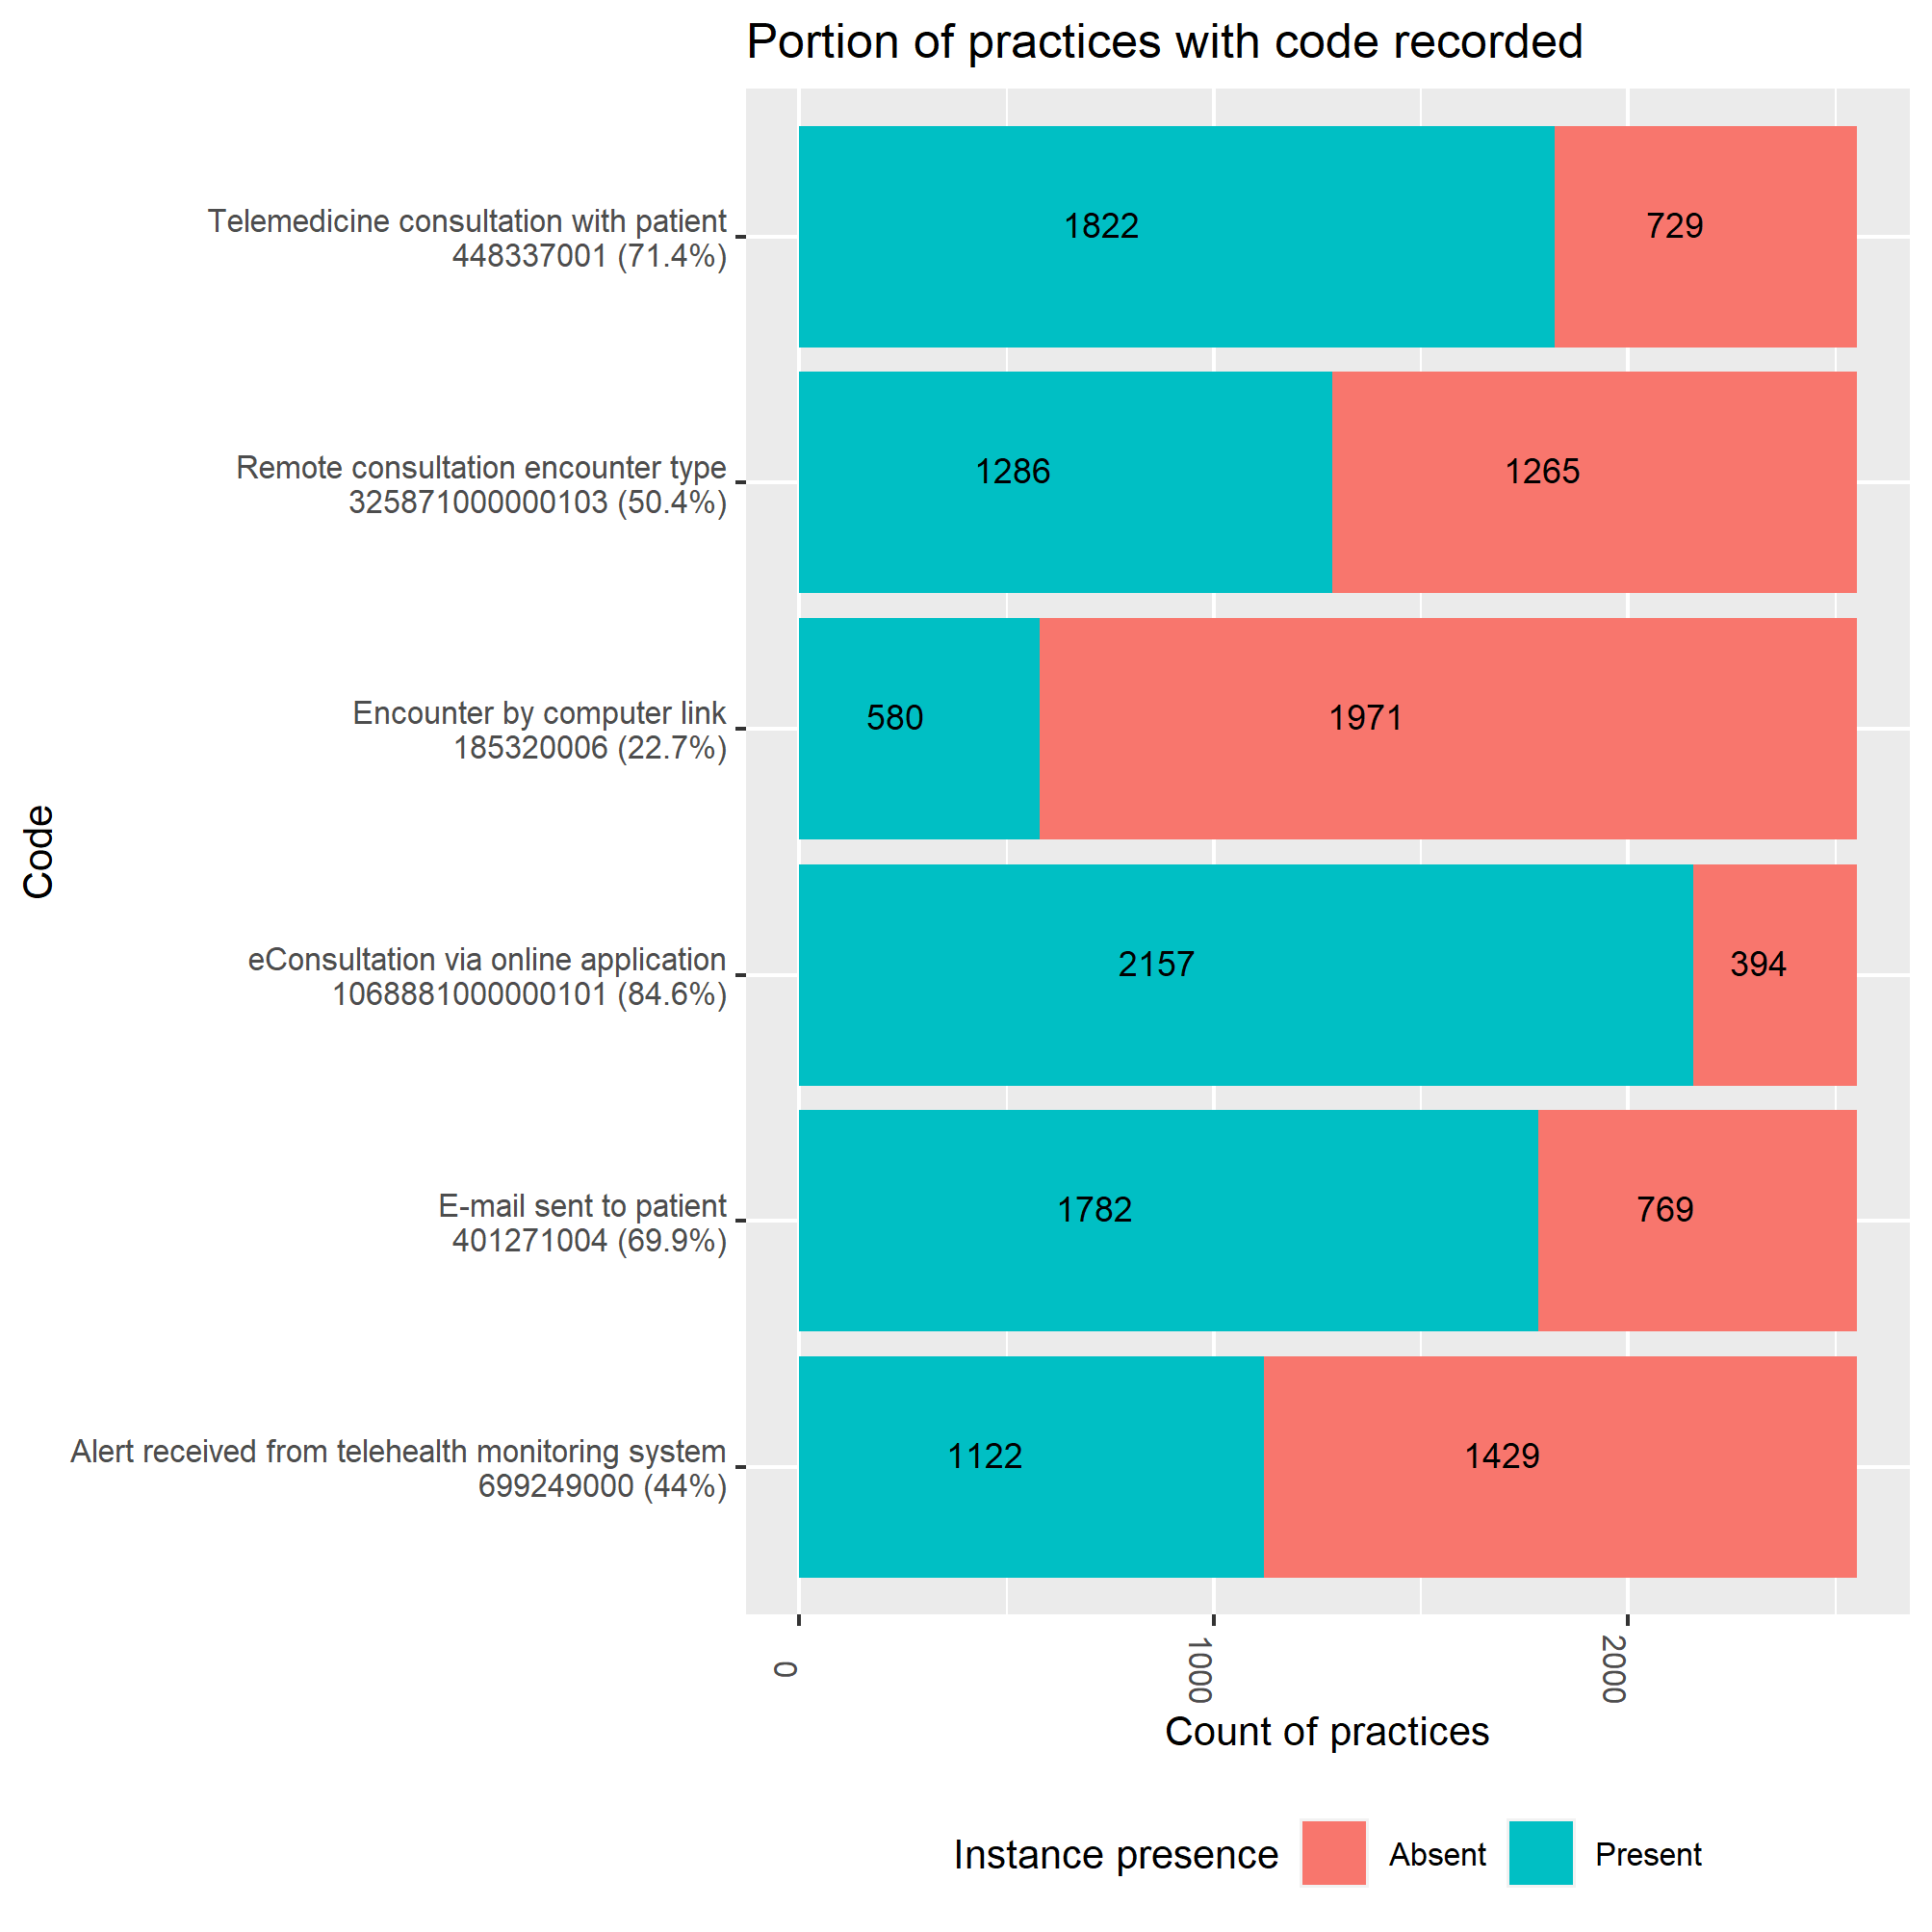 Portion of practices with code recorded
Telemedicine consultation with patient
448337001 (71.4%)
1822
729
Remote consultation encounter type
325871000000103 (50.4%)
1286
1265
Encounter by computer link
185320006 (22.7%)
580
1971
Code
eConsultation via online application
1068881000000101 (84.6%)
2157
394
E-mail sent to patient
401271004 (69.9%)
1782
769
Alert received from telehealth monitoring system
699249000 (44%)
1122
1429
0
1000
2000
Count of practices
Instance presence
Absent
Present